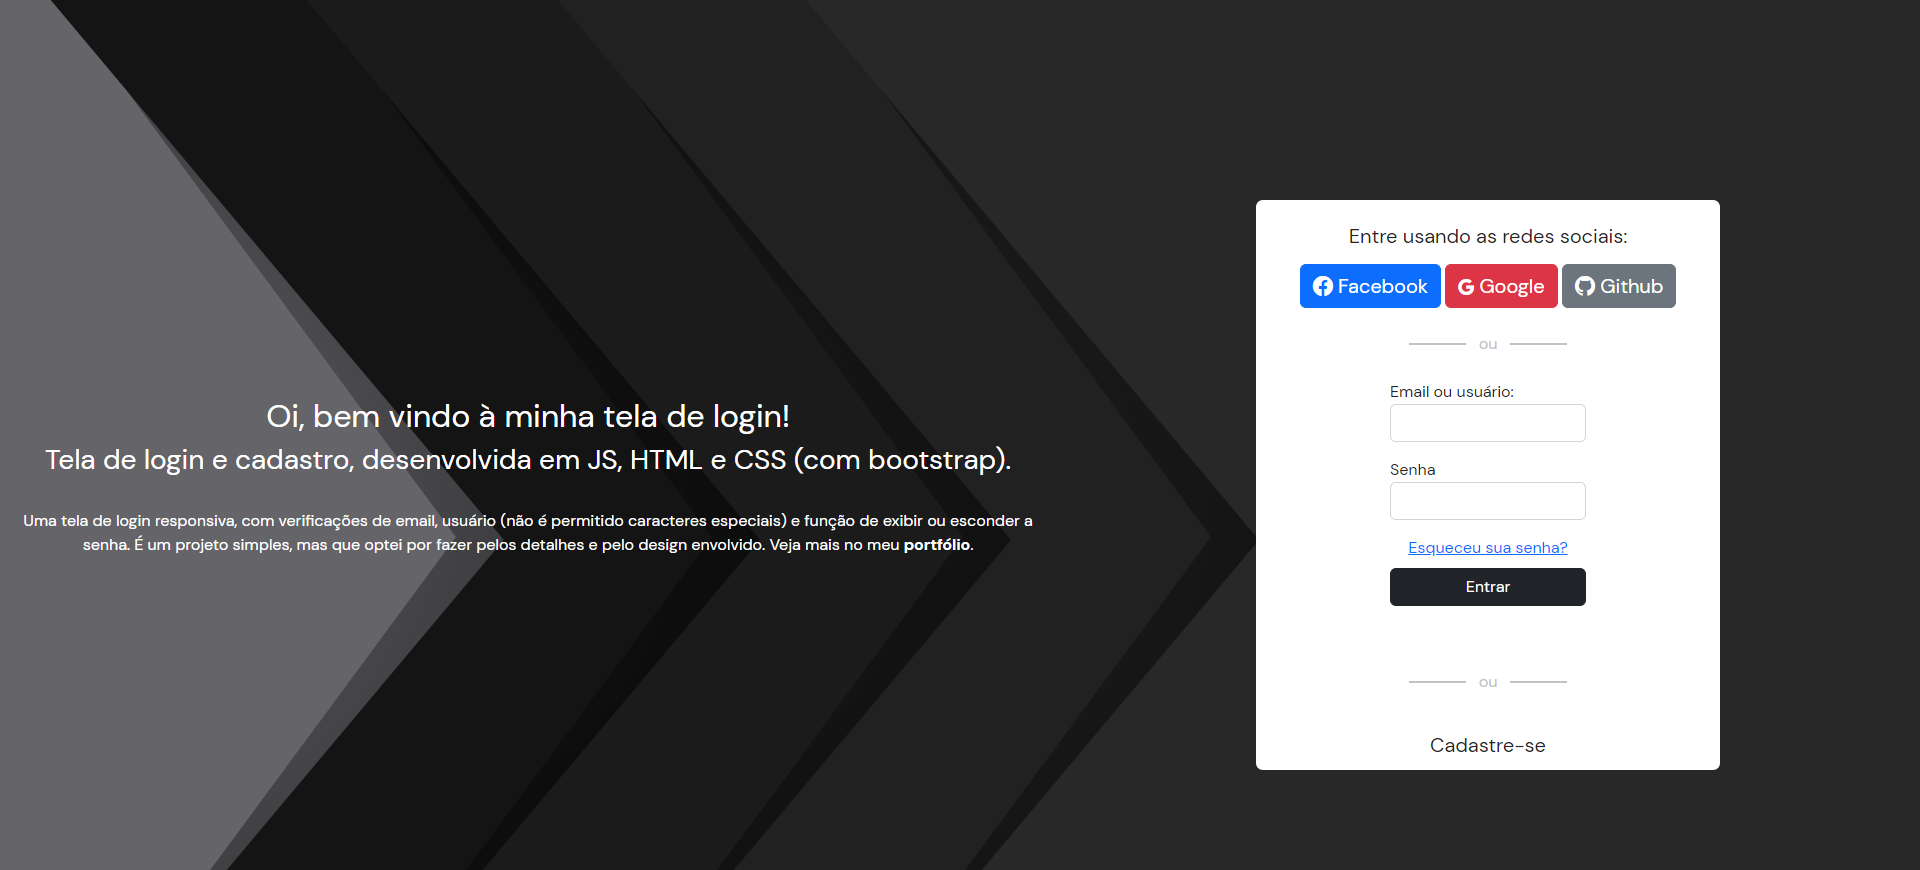 Oi, bem vindo à minha tela de login!
Tela de login e cadastro, desenvolvida em JS, HTML e CSS (com bootstrap).
Uma tela de login responsiva, com verificações de email, usuário (não é permitido caracteres especiais) e função de exibir ou esconder a
senha. É um projeto simples, mas que optei por fazer pelos detalhes e pelo design envolvido. Veja mais no meu portfólio.
Entre usando as redes sociais:
Facebook Google Github
ou
Email ou usuário:
Senha
Esqueceu sua senha?
Entrar
ou
Cadastre-se